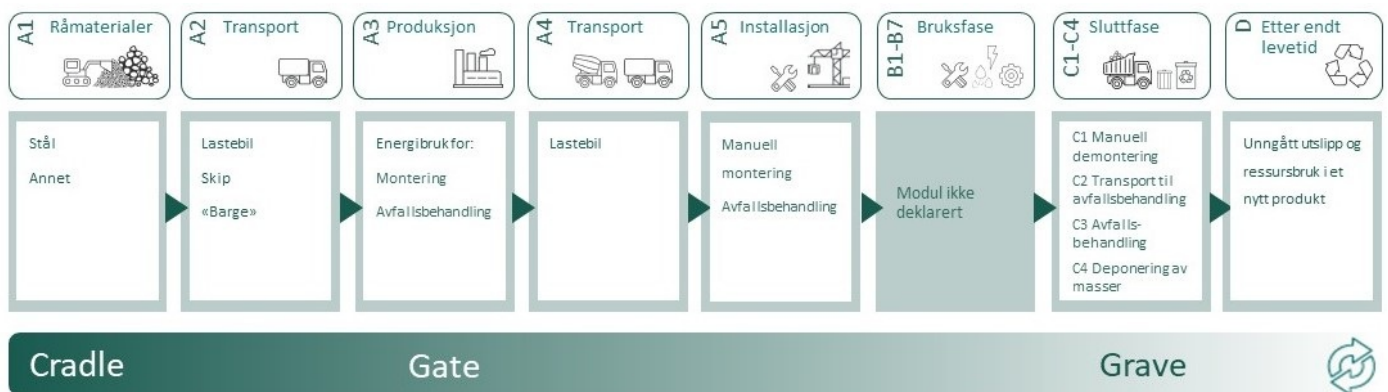 A1 Råmaterialer
A2 Transport
A3 Produksjon
A4 Transport
A5 Installasjon
B1-B7 Bruksfase
C1-C4 Sluttfase
D Etter endt
levetid
Stål
Annet
Lastebil
Skip
«Barge»
Energibruk for:
Montering
Avfallsbehandling
Lastebil
Manuell
montering
Avfallsbehandling
Modul ikke
deklarert
C1 Manuell
demontering
C2 Transport til
avfallsbehandling
C3 Avfalls-
behandling
C4 Deponering av
masser
Unngått utslipp og
ressursbruk i et
nytt produkt
Cradle
Gate
Grave